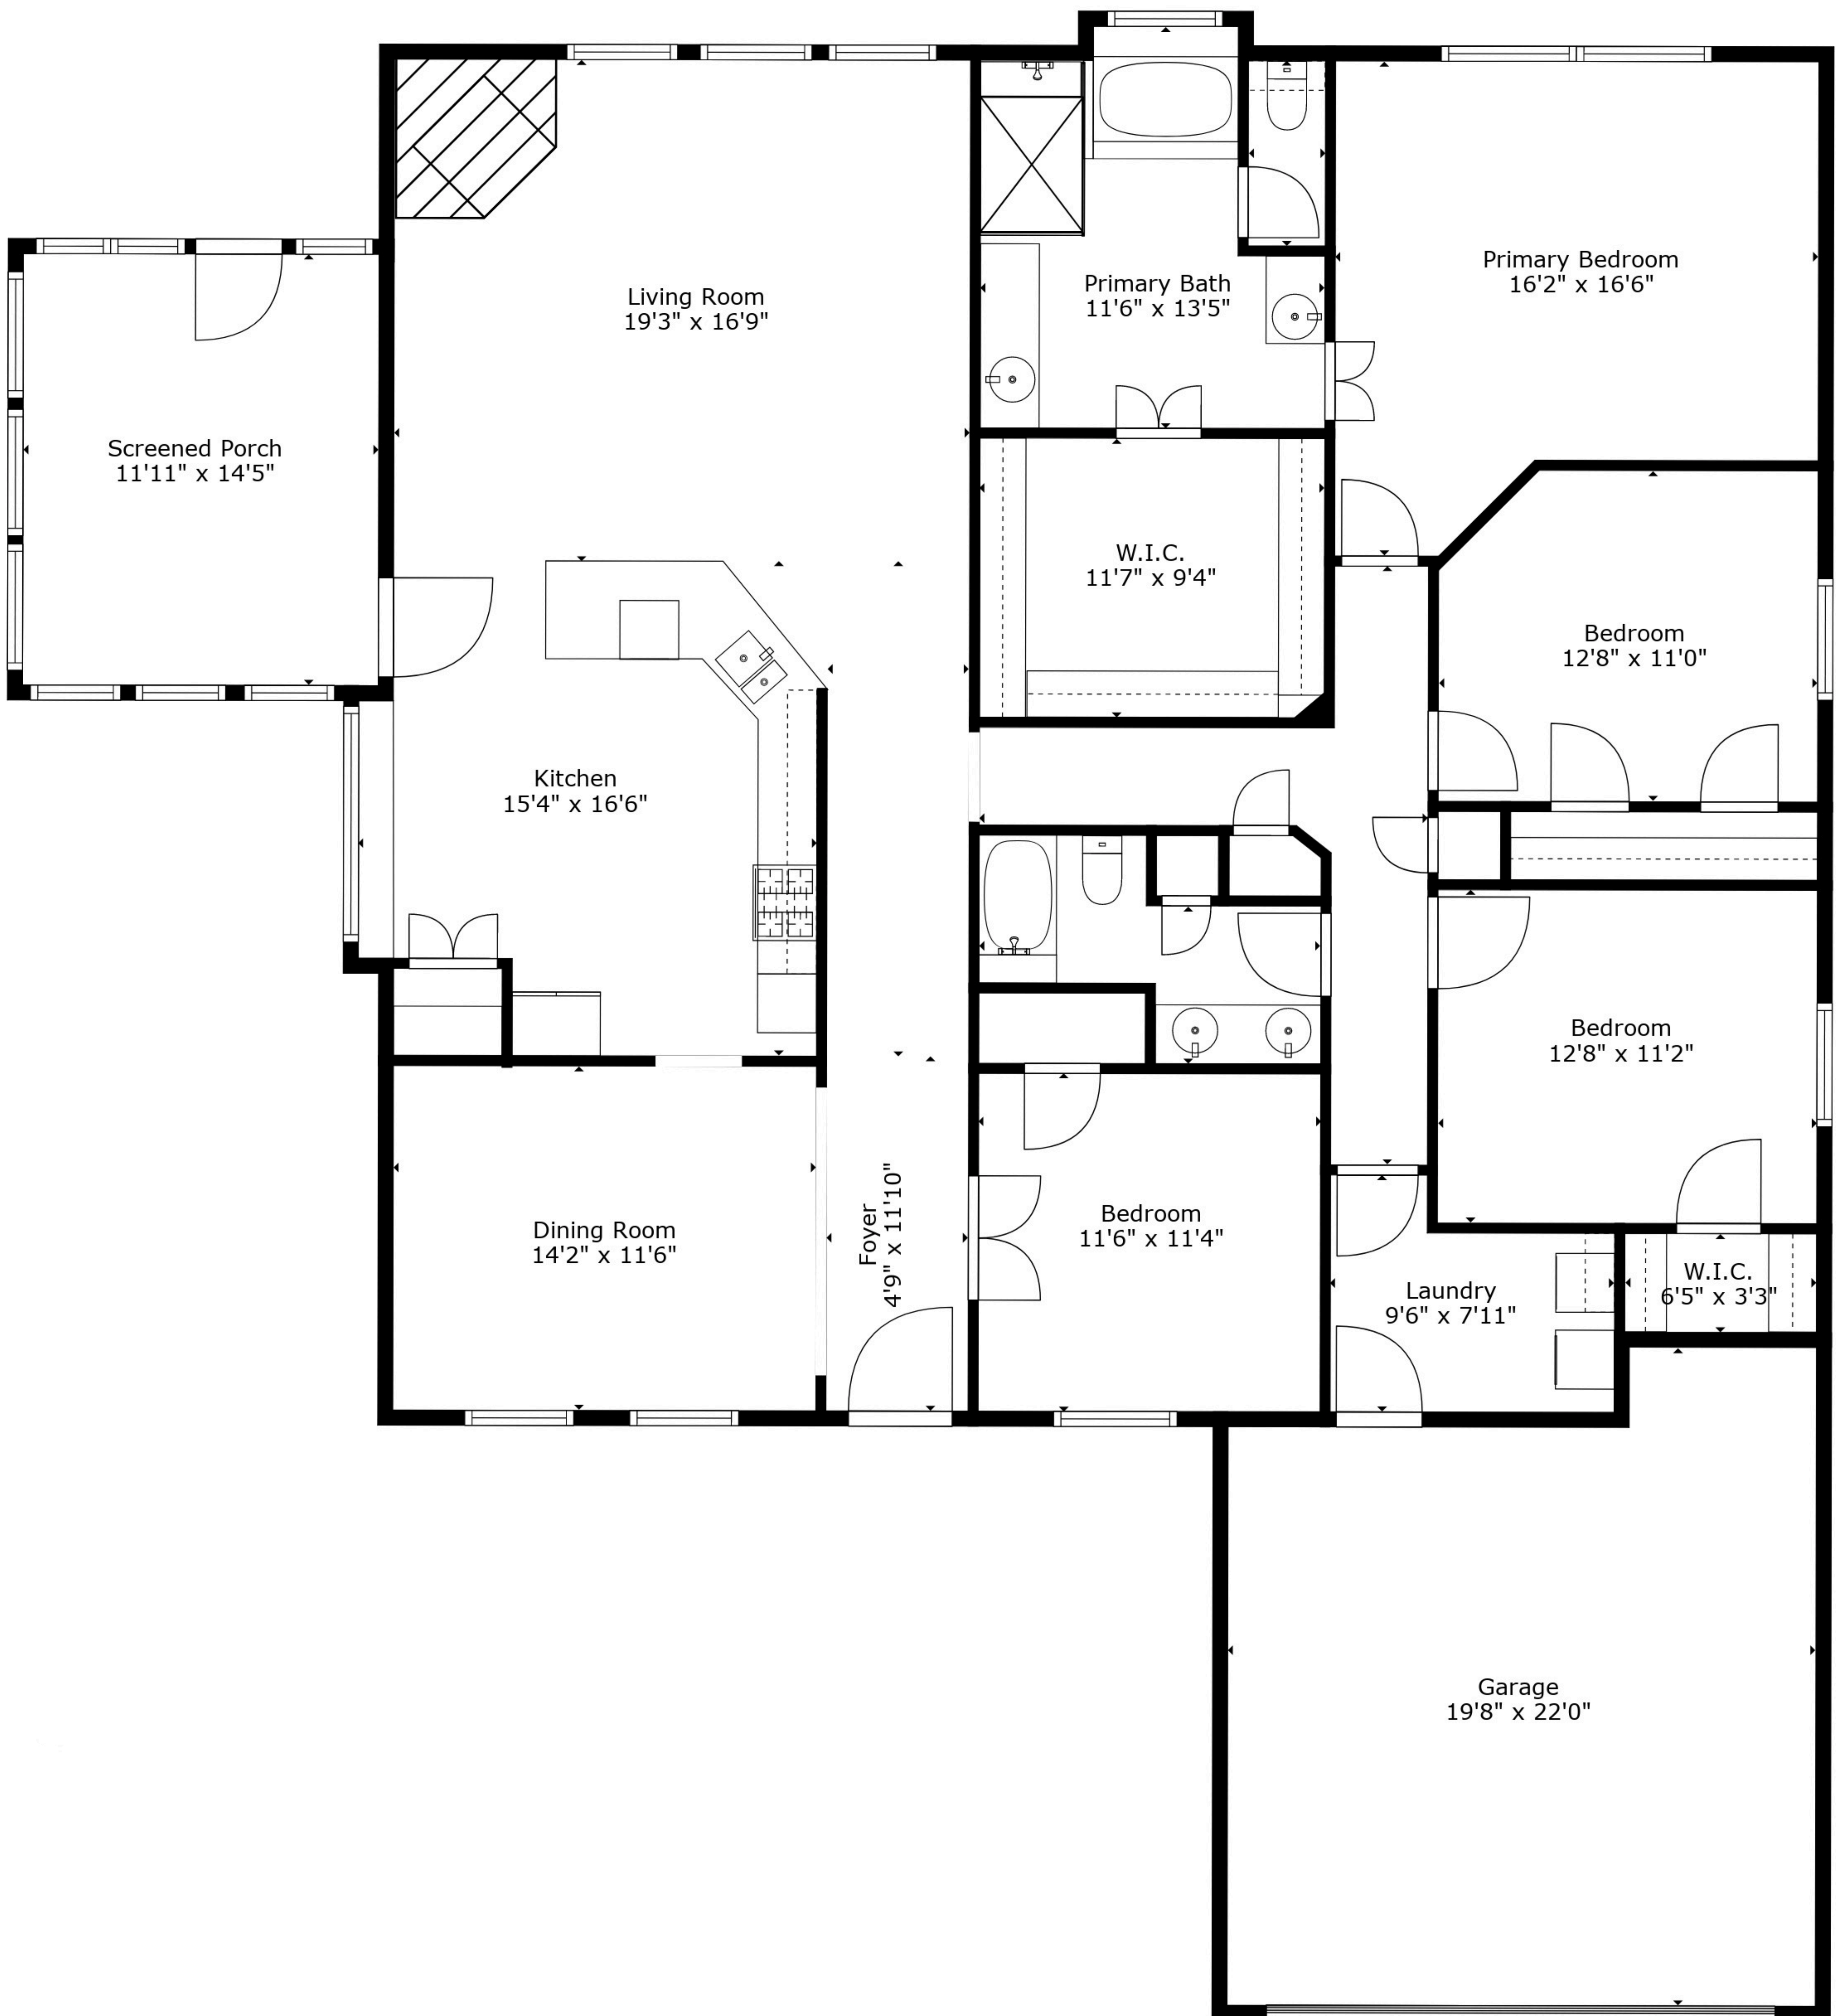 Primary Bedroom
16'2" x 16'6"
Primary Bath
11'6" x 13'5"
Living Room
19'3" x 16'9"
Screened Porch
11'11" x 14'5"
W.I.C.
11'7" x 9'4"
Bedroom
12'8" x 11'0"
Kitchen
15'4" x 16'6"
Bedroom
12'8" x 11'2"
Dining Room
14'2" x 11'6"
Foyer
4'9" x 11'10"
Bedroom
11'6" x 11'4"
Laundry
9'6" x 7'11"
W.I.C.
6'5" x 3'3"
Garage
19'8" x 22'0"